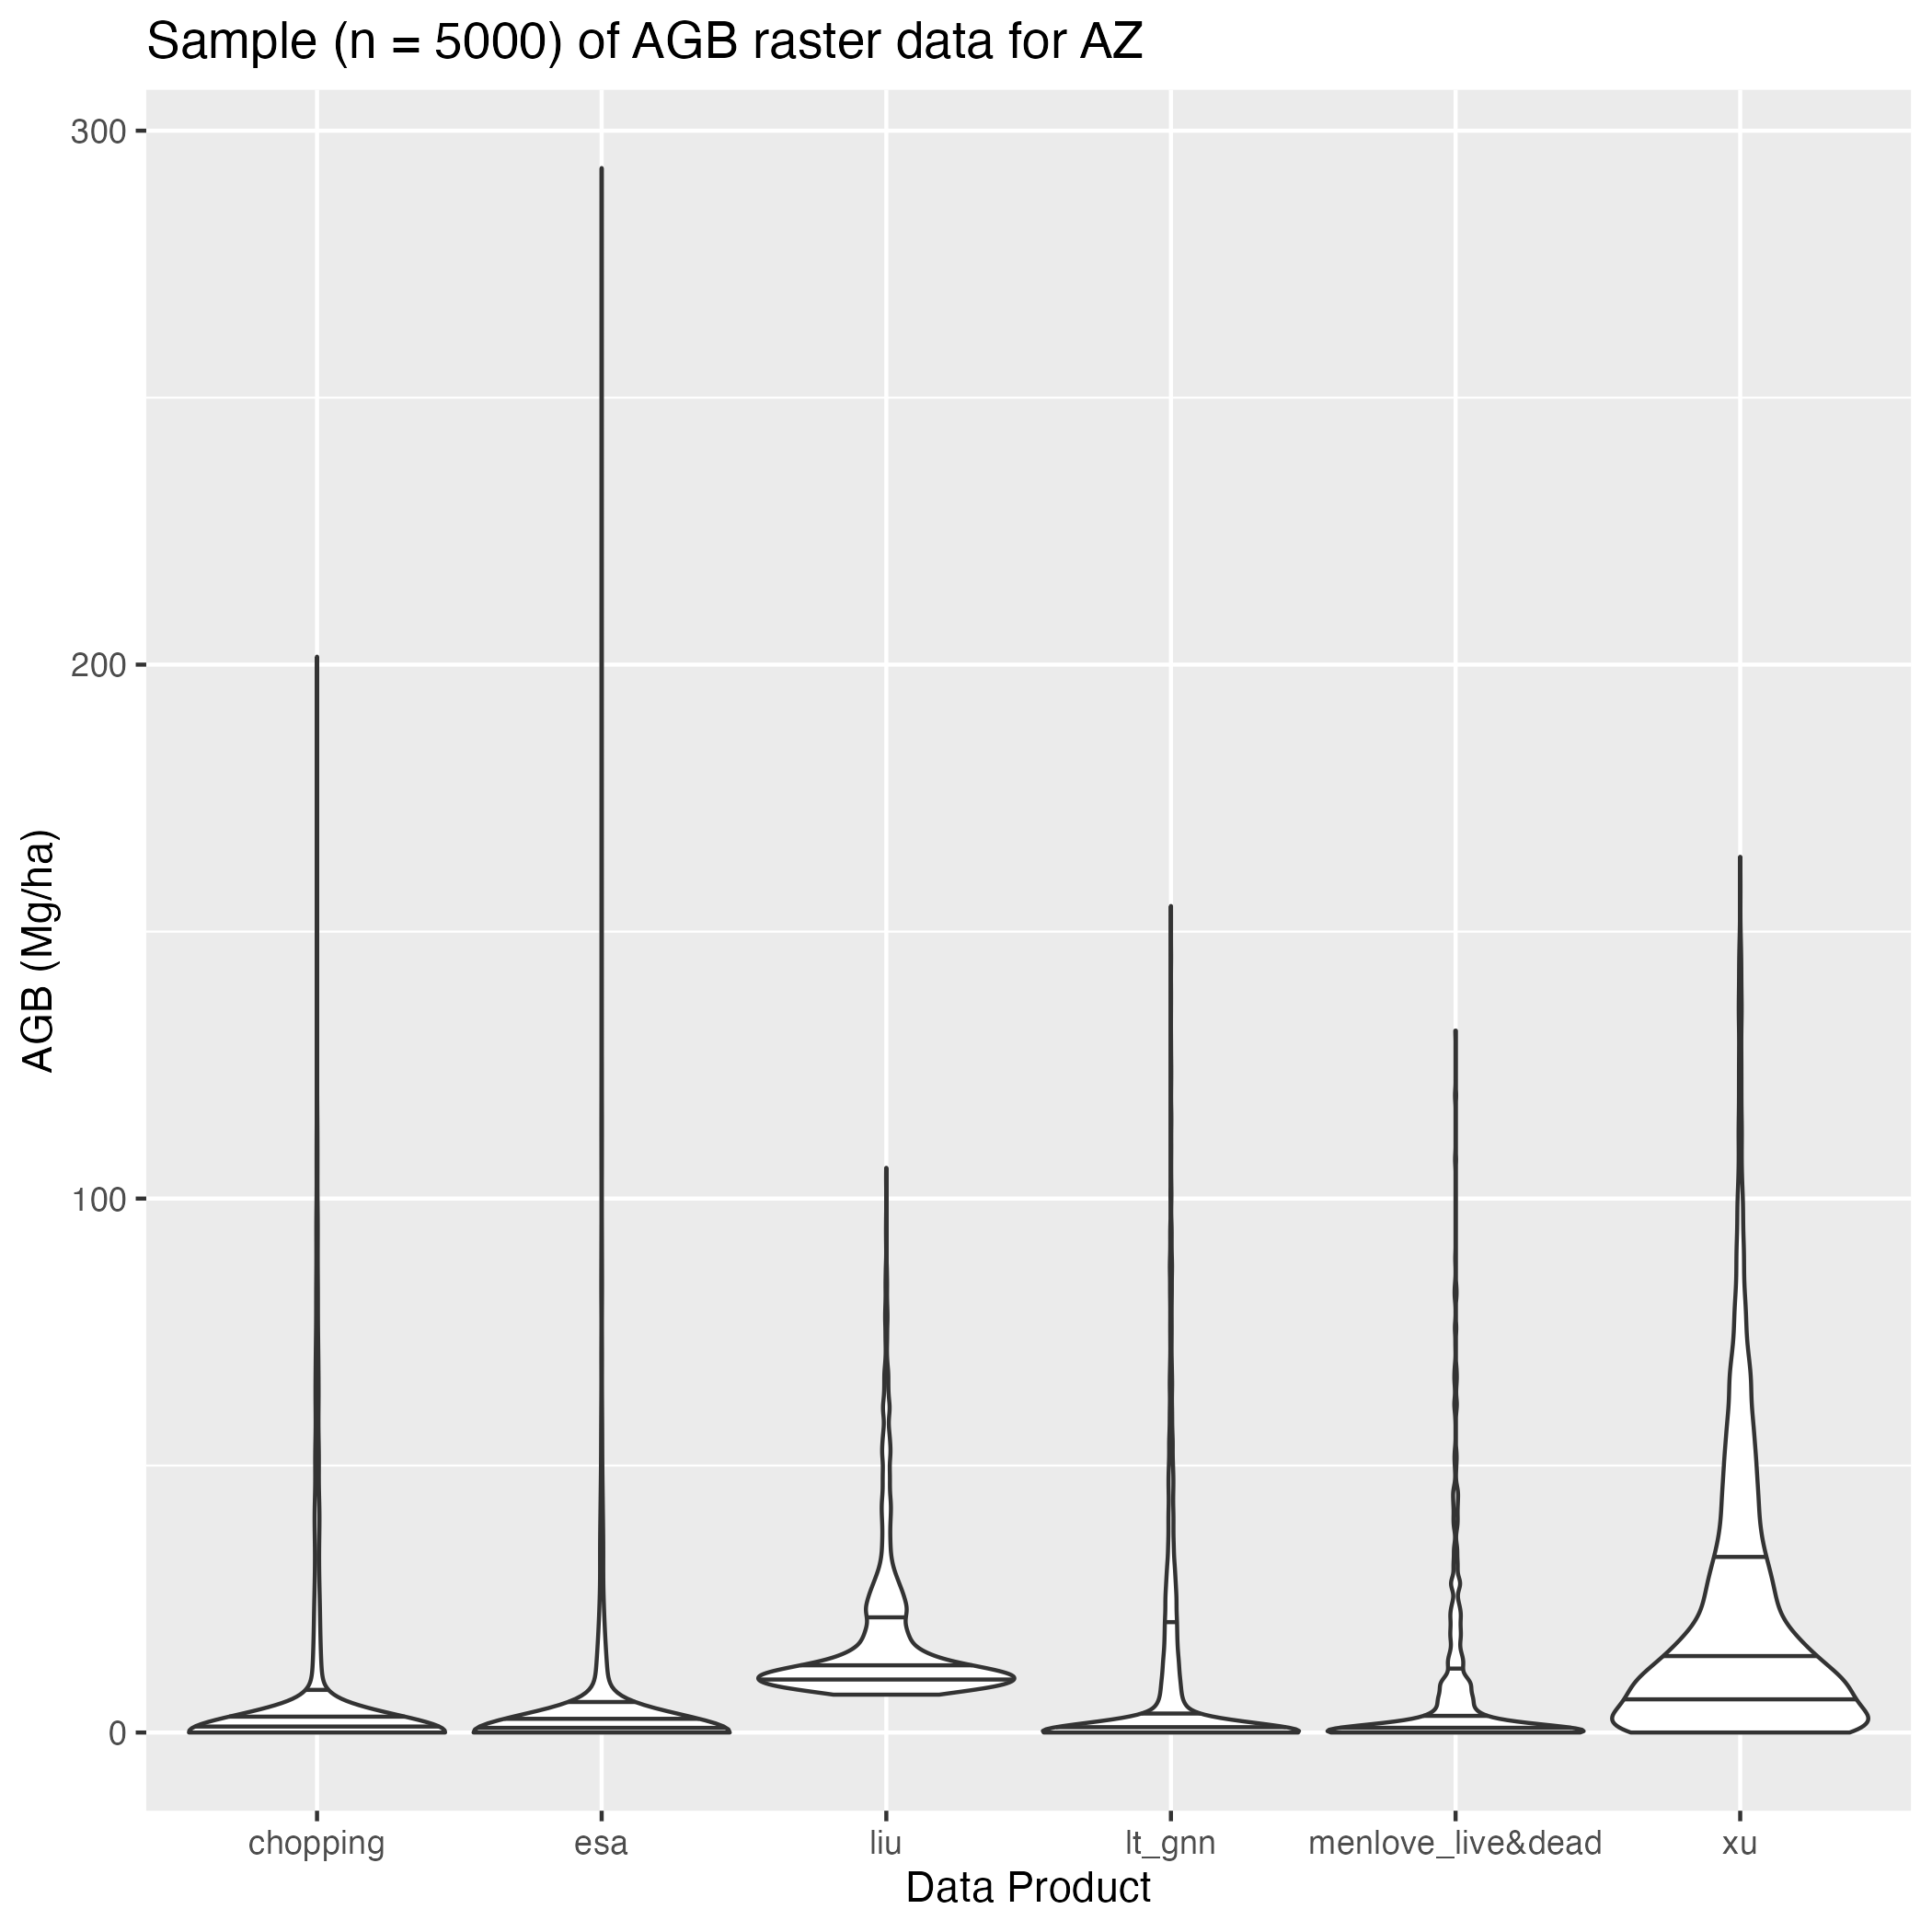 Sample (n = 5000) of AGB raster data for AZ
300
200
100
0
AGB (Mg/ha)
chopping esa liu lt_gnn menlove_live&dead xu
Data Product